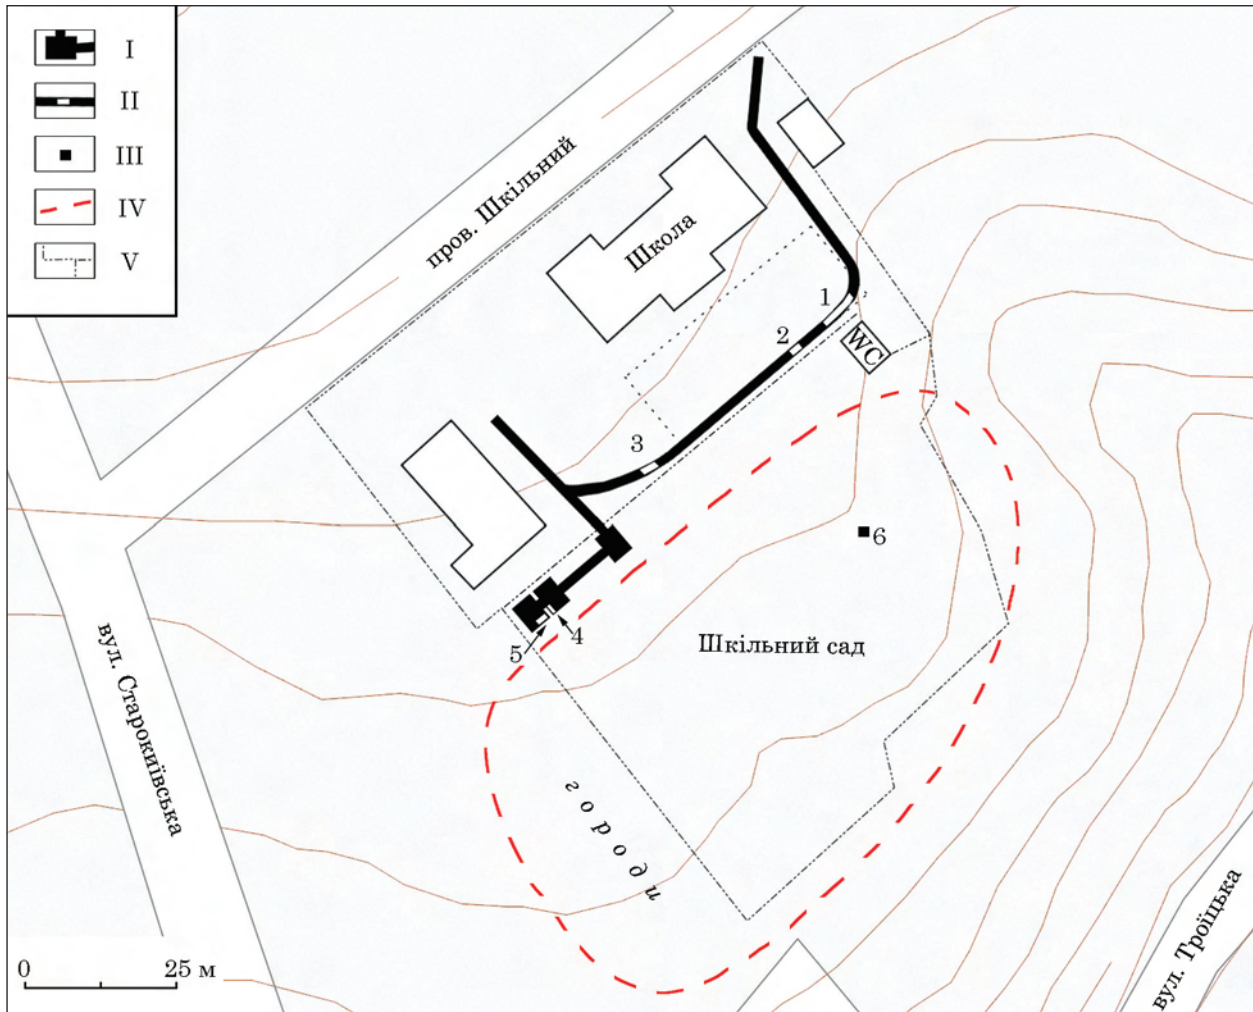 I
II
III
IV
V
пров. Шкільний
Школа
1
2
WC
3
6
4
5
Шкільний сад
вул. Старокиївська
городи
0 25 м
вул. Троїцька